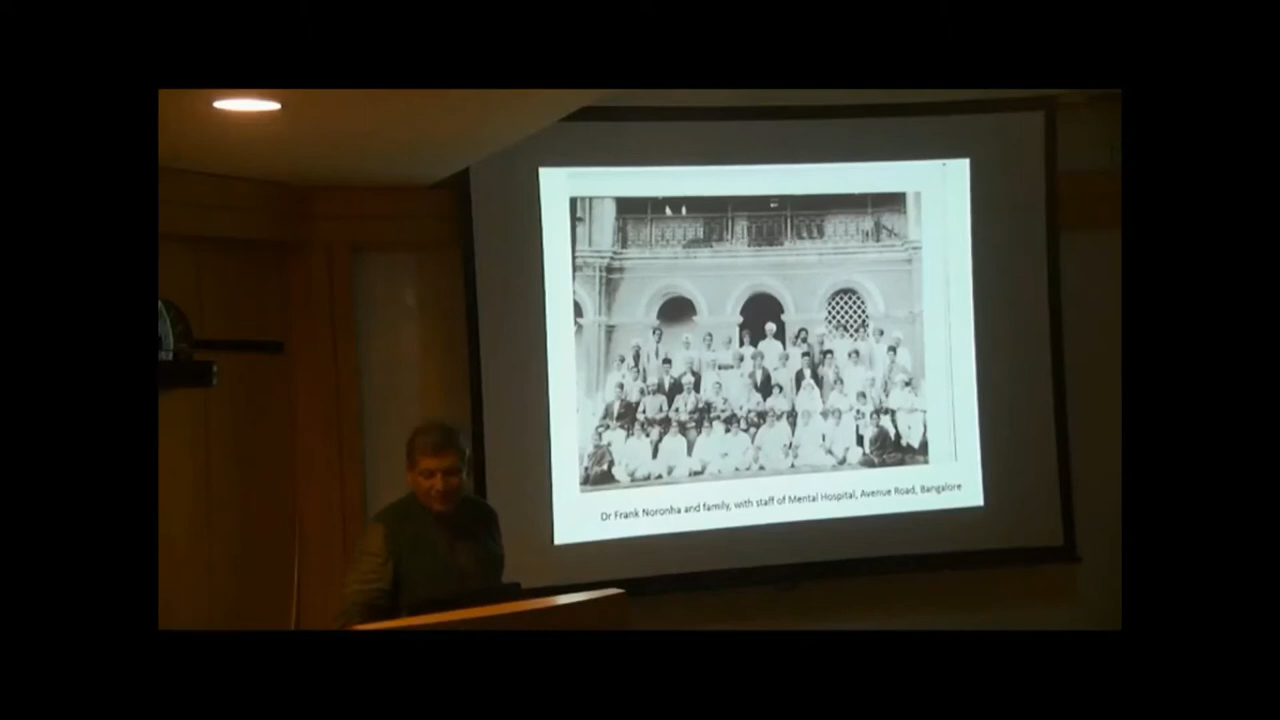 Dr Frank Noronha and family, with staff of Mental Hospital, Avenue Road, Bangalore